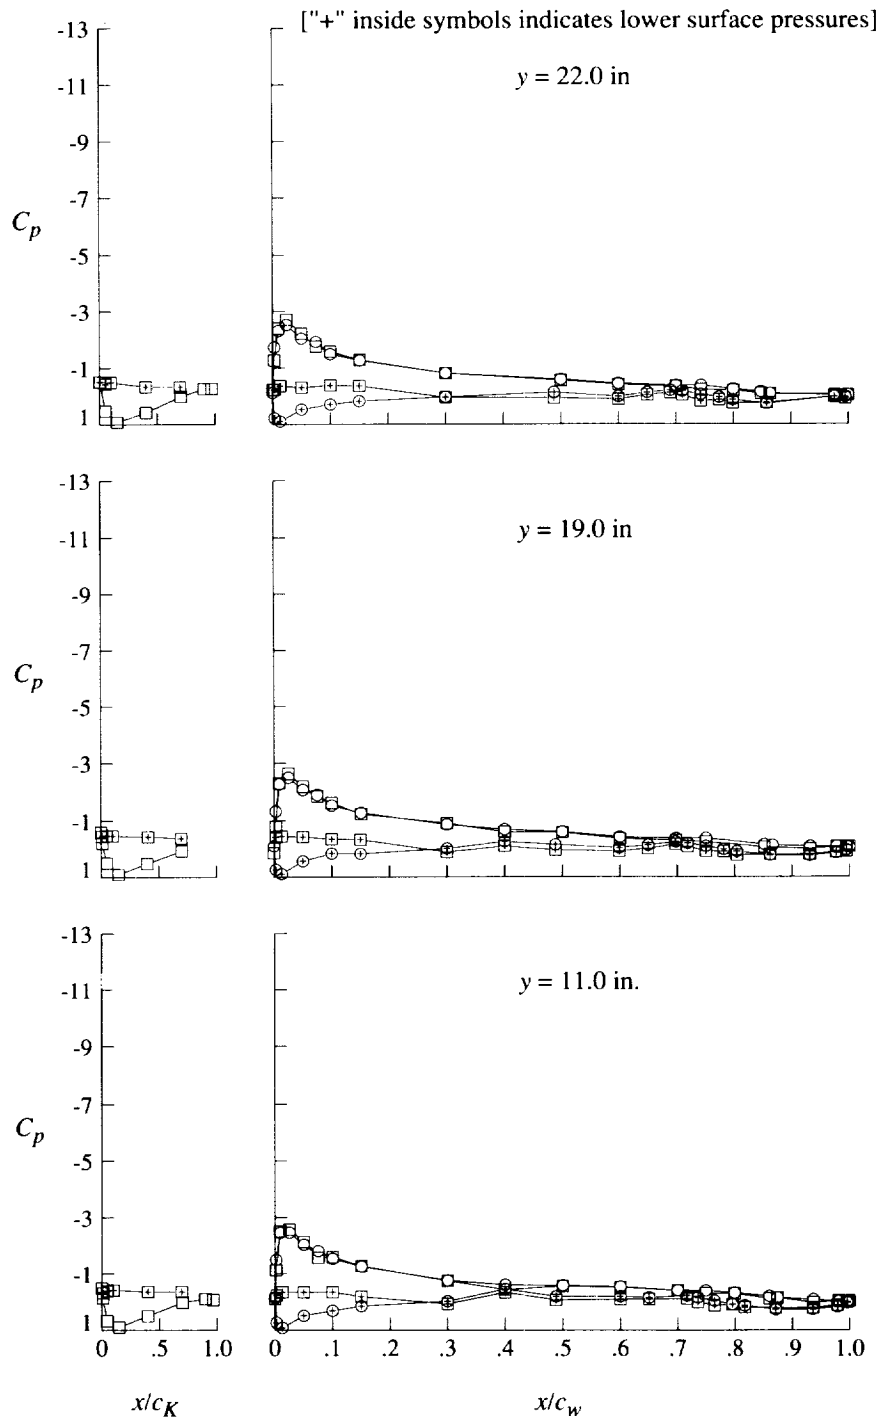 ["+" inside symbols indicates lower surface pressures]
-13
-11
-9
-7
-5
-3
-1
1
C_p
y = 22.0 in
-13
-11
-9
-7
-5
-3
-1
1
C_p
y = 19.0 in
-13
-11
-9
-7
-5
-3
-1
1
C_p
y = 11.0 in.
0 .5 1.0 0 .1 .2 .3 .4 .5 .6 .7 .8 .9 1.0
x/c_K x/c_w